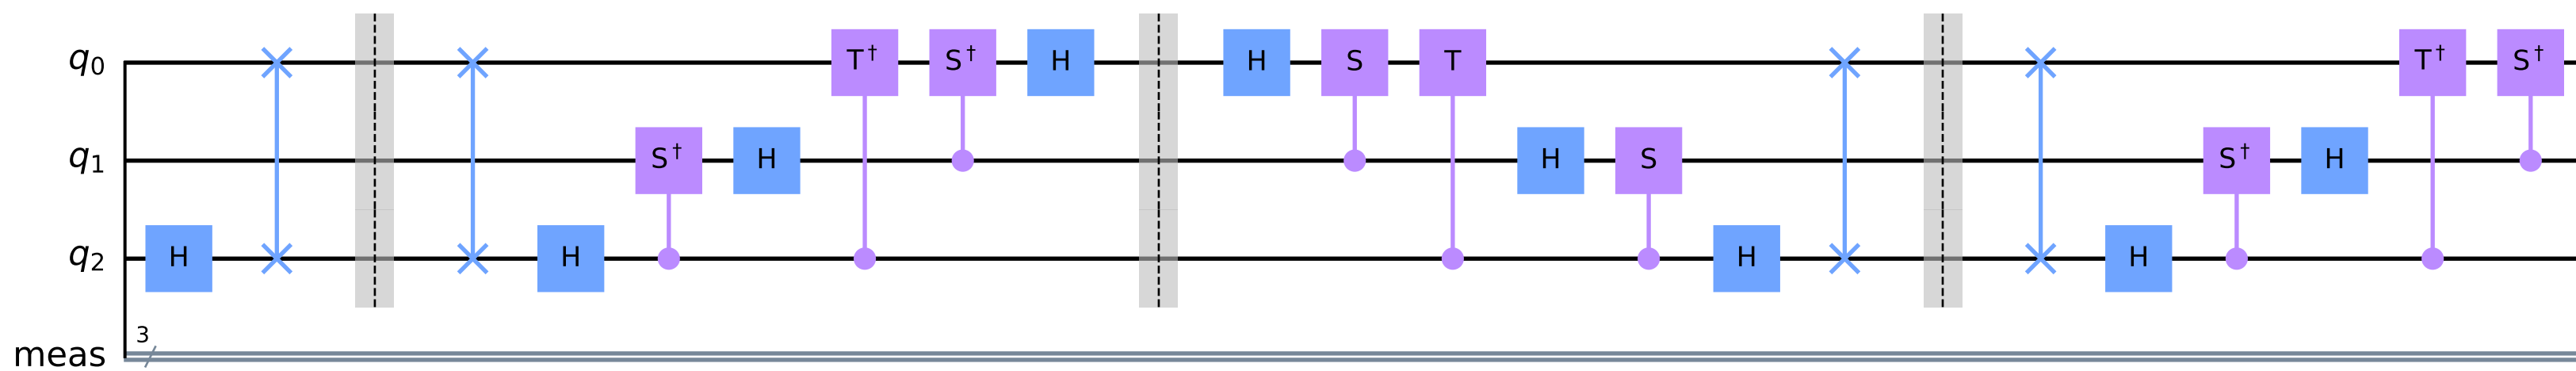 q0 T† S† H H S T T† S†
q1 S† H H S S† H
q2 H H H H
3
meas